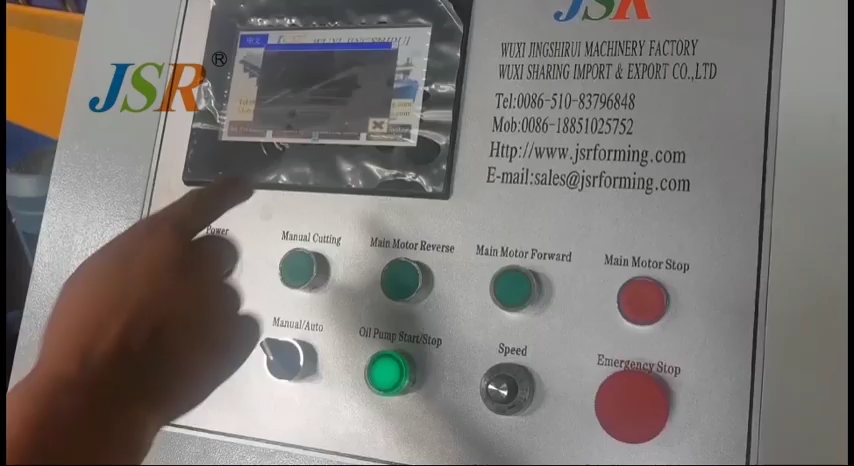 JSR
JSR®
WUXI JINGSHIRUI MACHINERY FACTORY
WUXI SHARING IMPORT & EXPORT CO.,LTD
Tel:0086-510-83796848
Mob:0086-18851025752
Http://www.jsrforming.com
E-mail:sales@jsrforming.com
WUXI JINGSHIRUI
Power
Manual Cutting
Main Motor Reverse
Main Motor Forward
Main Motor Stop
Manual/Auto
Oil Pump Start/Stop
Speed
Emergency Stop